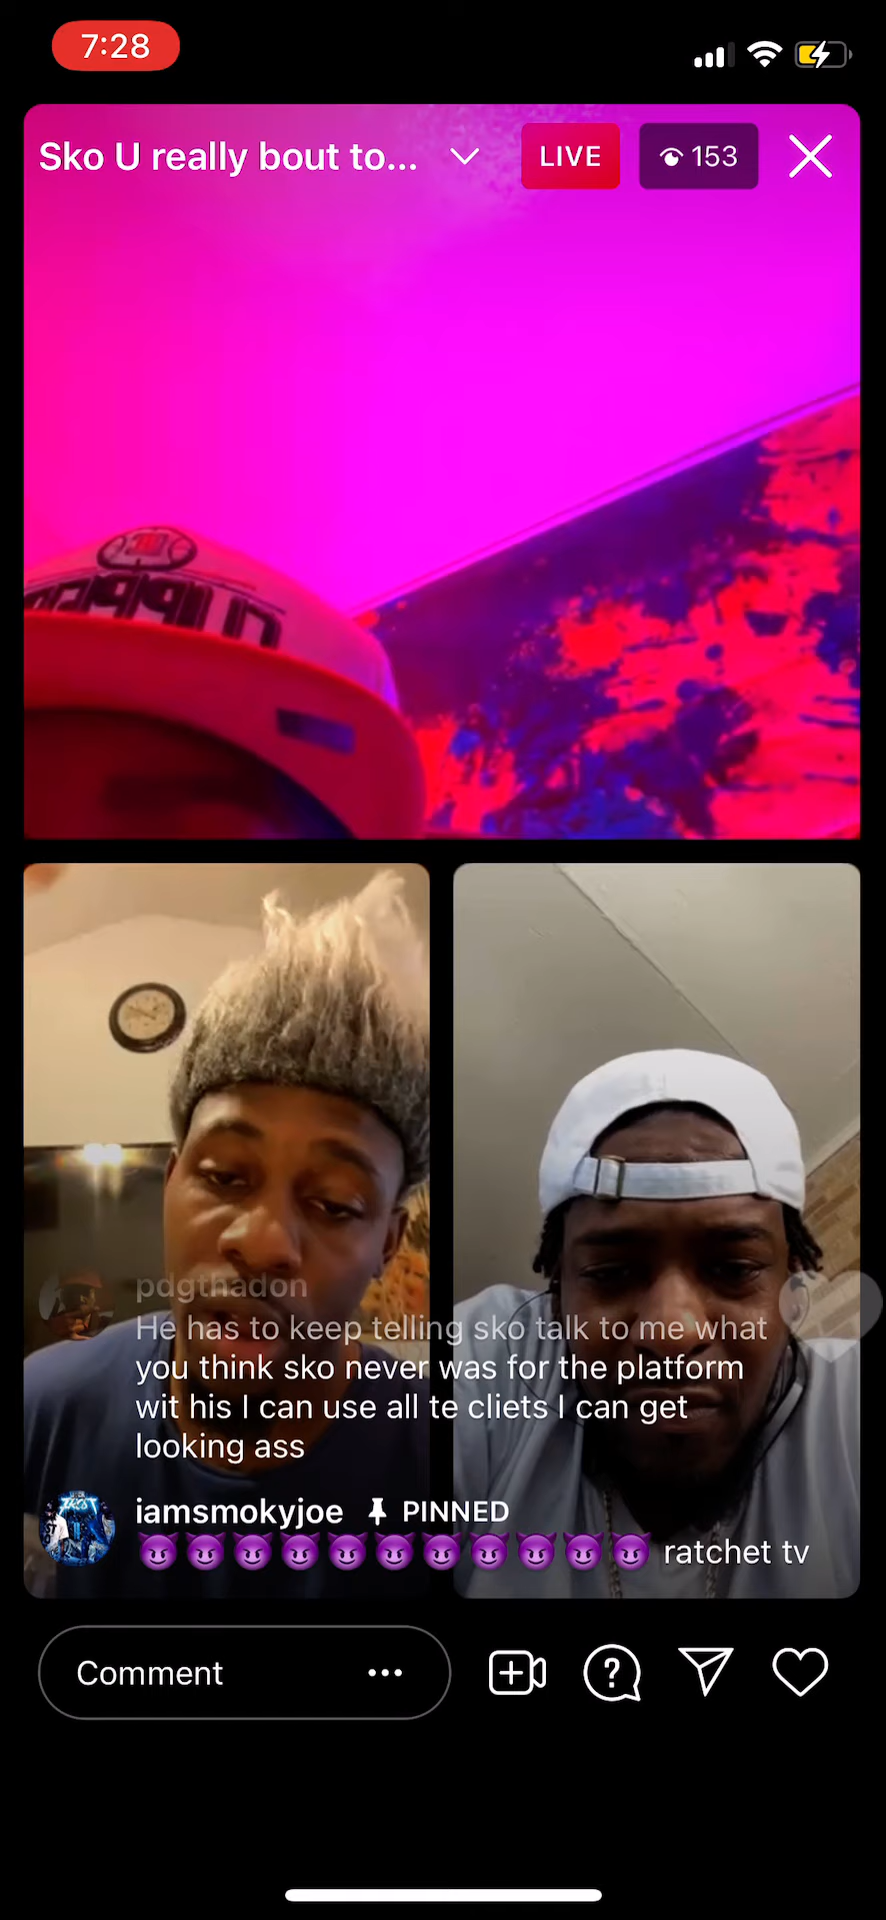 7:28
Sko U really bout to...
LIVE
153
CLIPPERS
pdgthadon
He has to keep telling sko talk to me what
you think sko never was for the platform
wit his I can use all te cliets I can get
looking ass
iamsmokyjoe PINNED
😈😈😈😈😈😈😈😈😈😈😈 ratchet tv
Comment ...